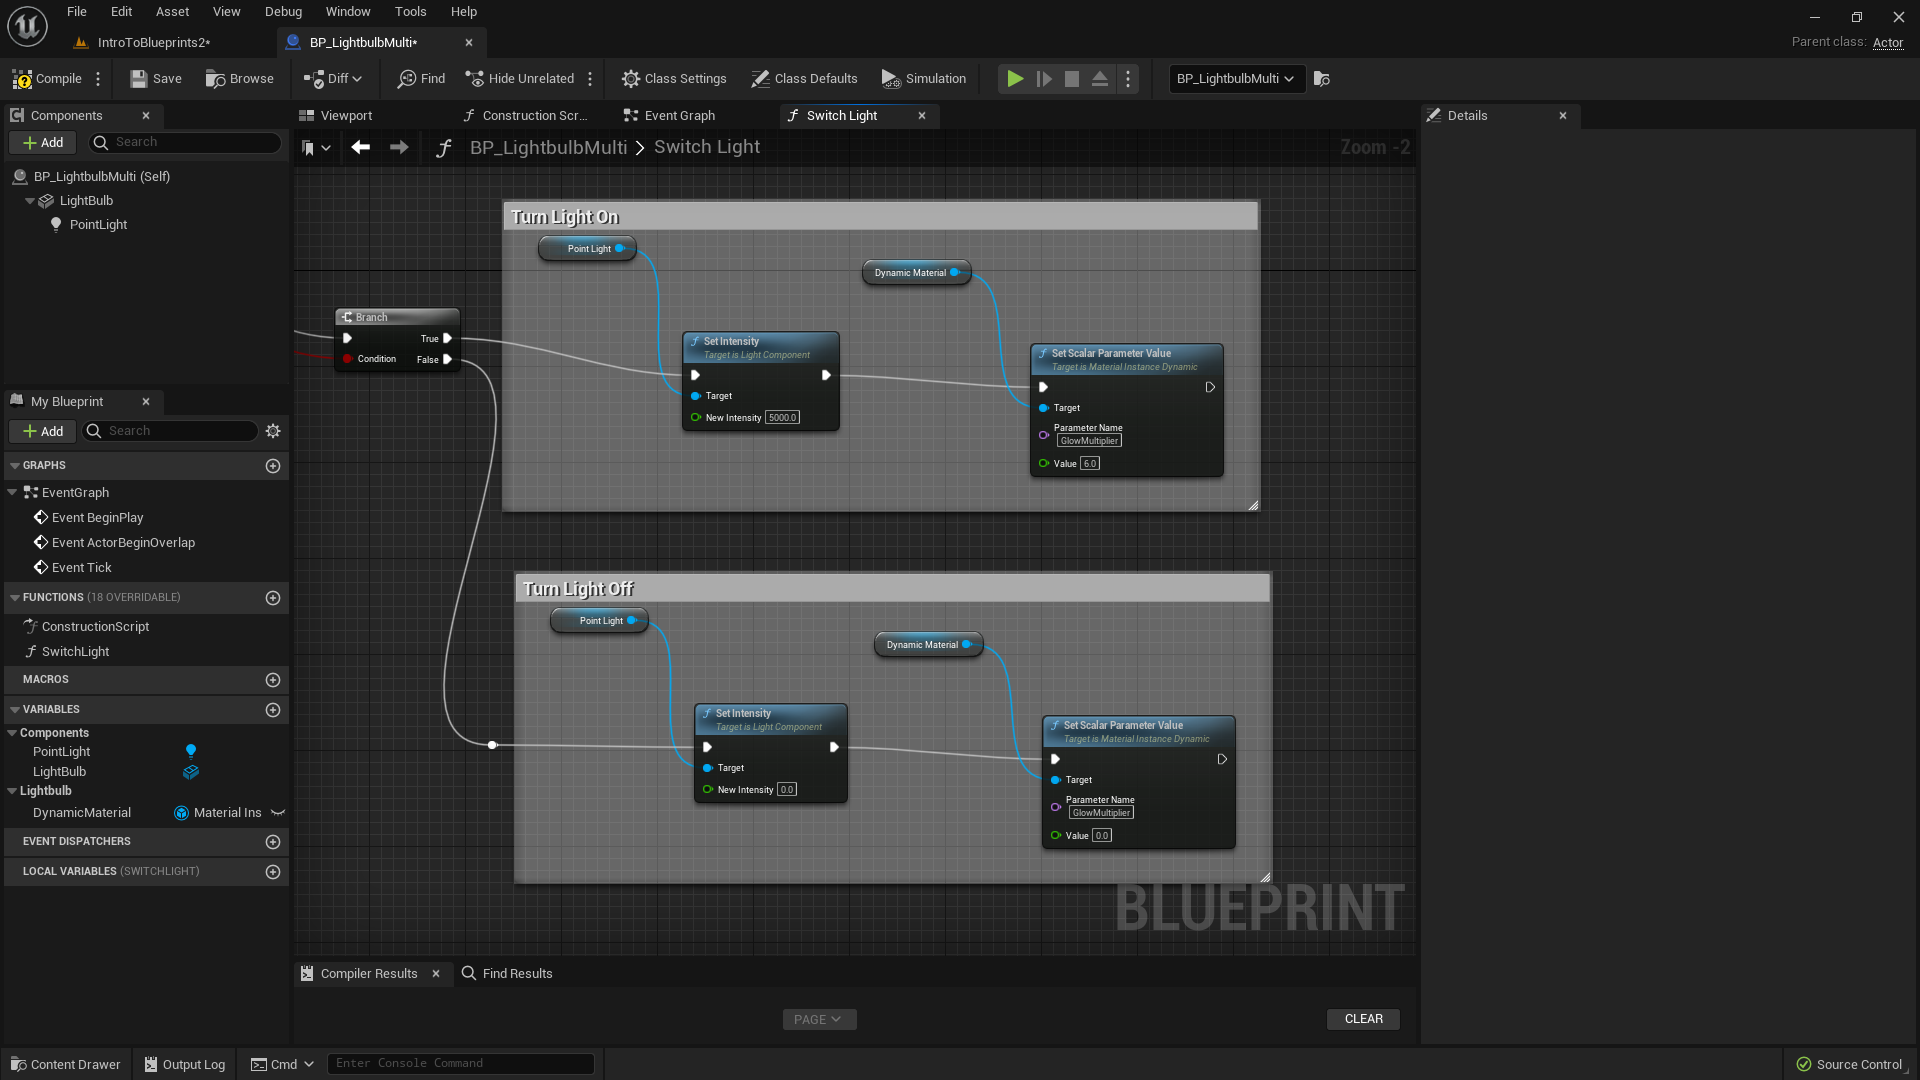 File Edit Asset View Debug Window Tools Help
IntroToBlueprints2*
BP_LightbulbMulti*
Parent class: Actor
Compile
Save
Browse
Diff
Find
Hide Unrelated
Class Settings
Class Defaults
Simulation
BP_LightbulbMulti
Components
Add
Search
BP_LightbulbMulti (Self)
LightBulb
PointLight
My Blueprint
Add
Search
GRAPHS
EventGraph
Event BeginPlay
Event ActorBeginOverlap
Event Tick
FUNCTIONS (18 OVERRIDABLE)
ConstructionScript
SwitchLight
MACROS
VARIABLES
Components
PointLight
LightBulb
Lightbulb
DynamicMaterial Material Ins
EVENT DISPATCHERS
LOCAL VARIABLES (SWITCHLIGHT)
Viewport
Construction Scr...
Event Graph
Switch Light
BP_LightbulbMulti > Switch Light
Zoom -2
Branch
True
Condition False
Turn Light On
Point Light
Dynamic Material
Set Intensity
Target is Light Component
Target
New Intensity 5000.0
Set Scalar Parameter Value
Target is Material Instance Dynamic
Target
Parameter Name
GlowMultiplier
Value 6.0
Turn Light Off
Point Light
Dynamic Material
Set Intensity
Target is Light Component
Target
New Intensity 0.0
Set Scalar Parameter Value
Target is Material Instance Dynamic
Target
Parameter Name
GlowMultiplier
Value 0.0
BLUEPRINT
Compiler Results
Find Results
PAGE
CLEAR
Details
Content Drawer
Output Log
Cmd
Enter Console Command
Source Control